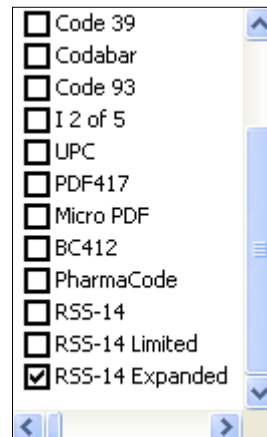 Code 39
Codabar
Code 93
I 2 of 5
UPC
PDF417
Micro PDF
BC412
PharmaCode
RSS-14
RSS-14 Limited
RSS-14 Expanded